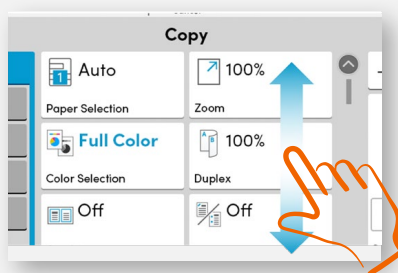 Copy
Auto
100%
Paper Selection
Zoom
Full Color
100%
Color Selection
Duplex
Off
Off